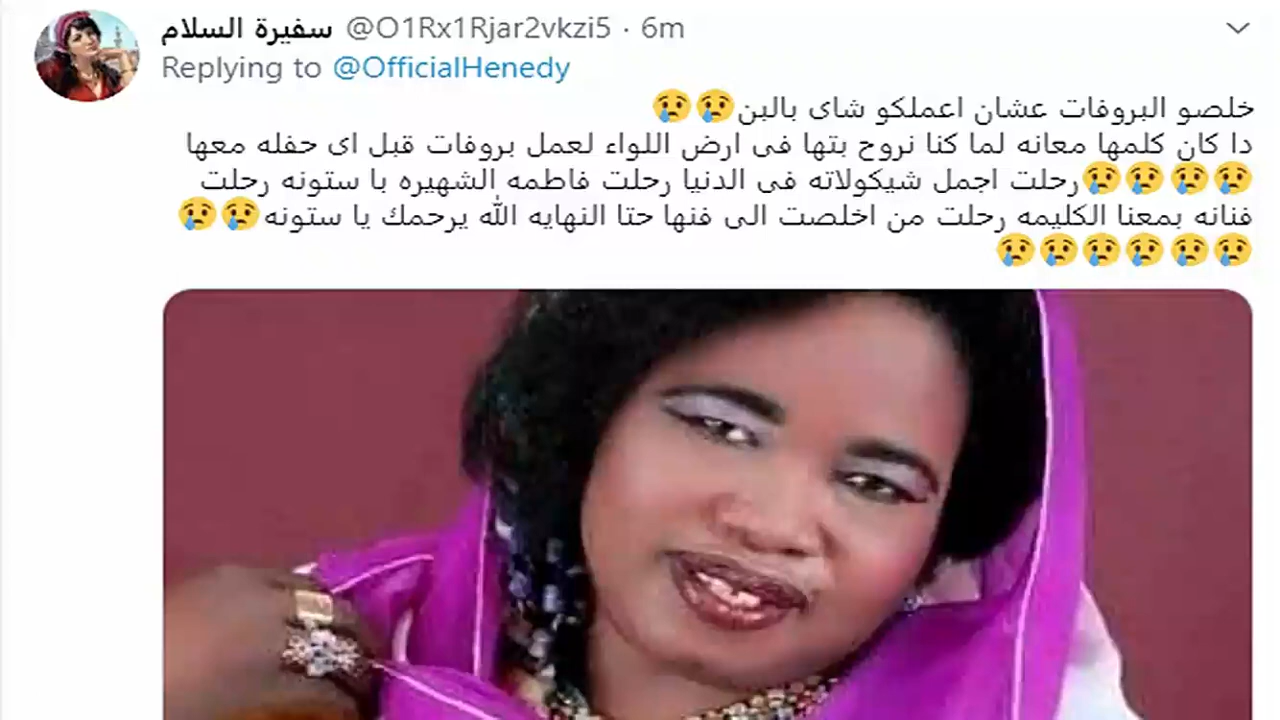 سفيرة السلام @O1Rx1Rjar2vkzi5 · 6m
Replying to @OfficialHenedy
خلصو البروفات عشان اعملكو شاى بالبن😢😢
دا كان كلمها معانه لما كنا نروح بتها فى ارض اللواء لعمل بروفات قبل اى حفله معها
😢😢😢😢رحلت اجمل شيكولاته فى الدنيا رحلت فاطمه الشهيره با ستونه رحلت
فنانه بمعنا الكليمه رحلت من اخلصت الى فنها حتا النهايه الله يرحمك يا ستونه😢😢
😢😢😢😢😢😢